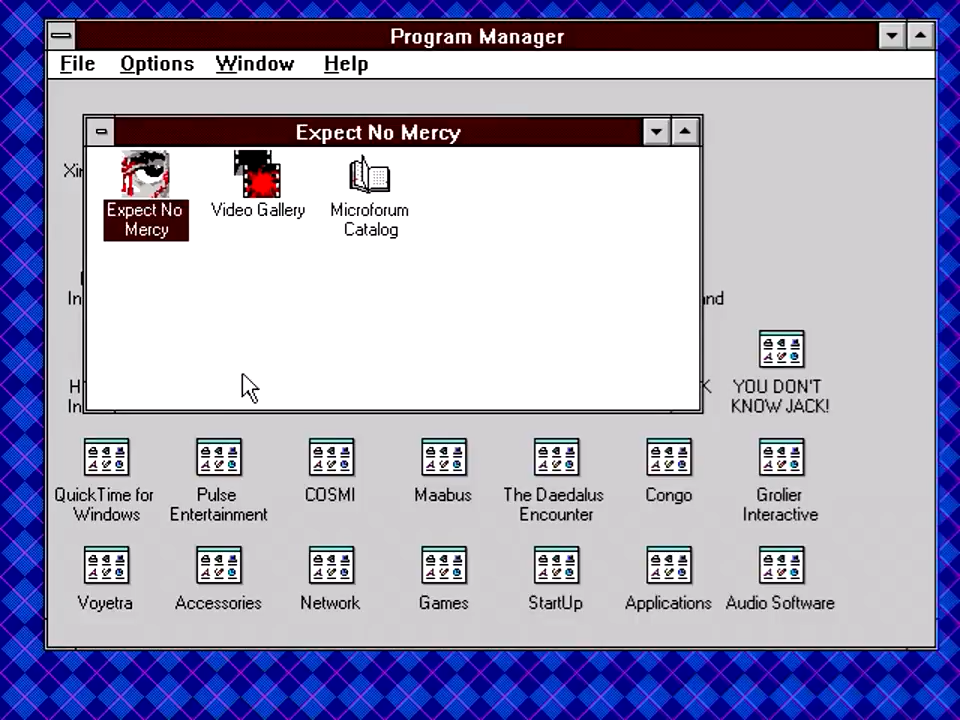 Program Manager
File Options Window Help
Expect No Mercy
Expect No
Mercy
Video Gallery
Microforum
Catalog
YOU DON'T
KNOW JACK!
QuickTime for
Windows
Pulse
Entertainment
COSMI
Maabus
The Daedalus
Encounter
Congo
Grolier
Interactive
Voyetra
Accessories
Network
Games
StartUp
Applications
Audio Software